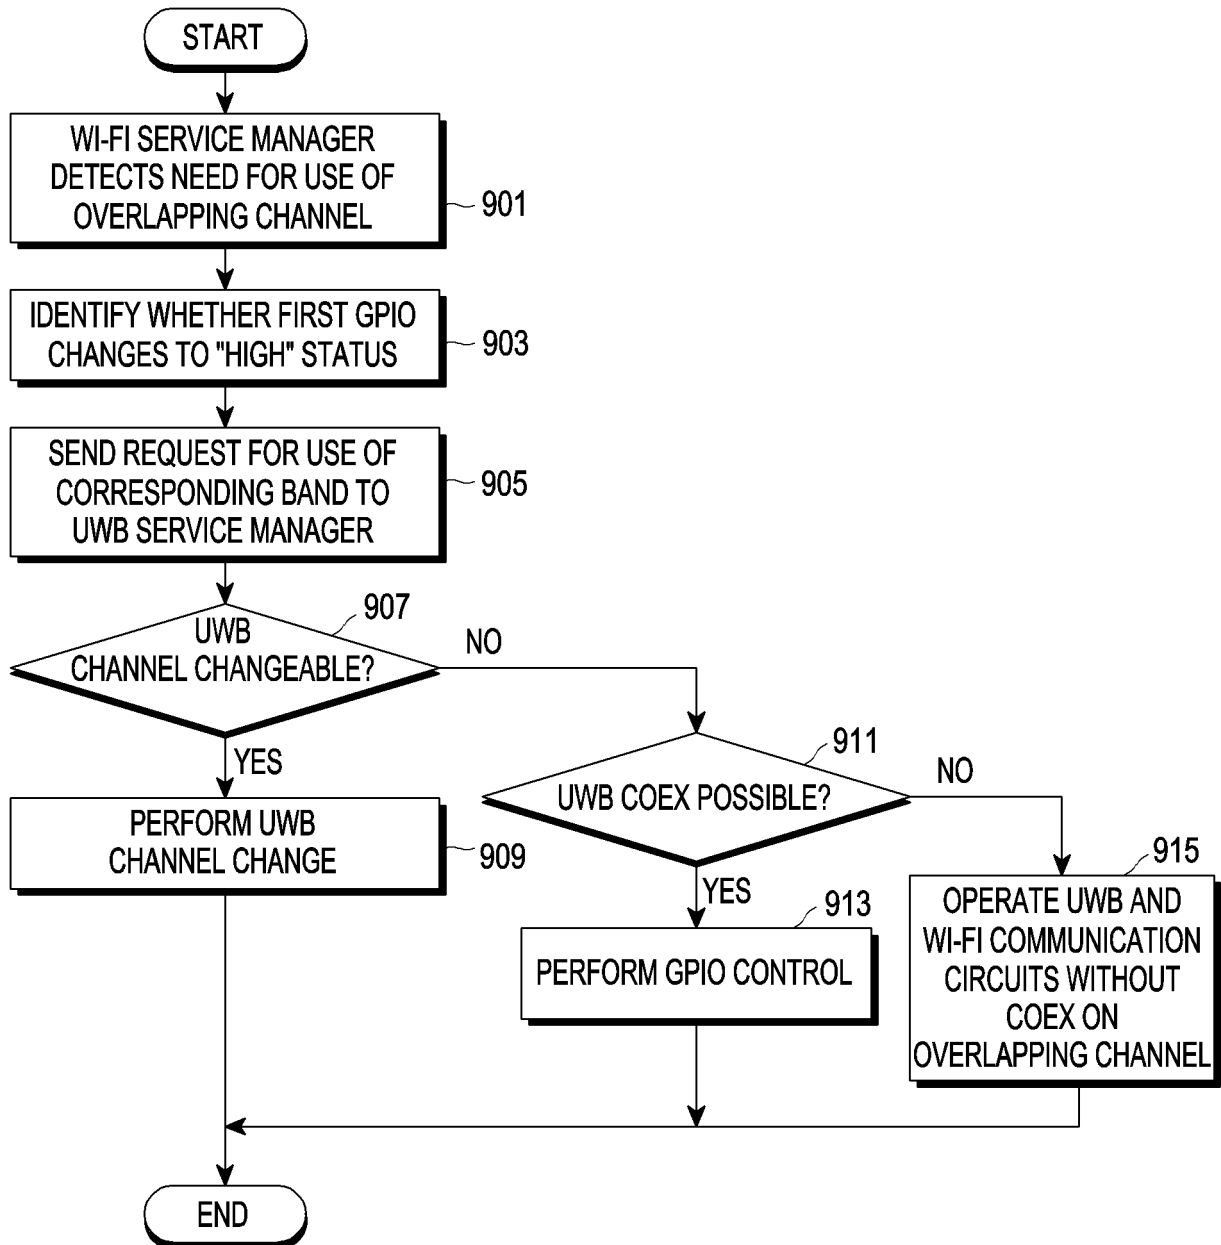 START
WI-FI SERVICE MANAGER
DETECTS NEED FOR USE OF
OVERLAPPING CHANNEL
901
IDENTIFY WHETHER FIRST GPIO
CHANGES TO "HIGH" STATUS
903
SEND REQUEST FOR USE OF
CORRESPONDING BAND TO
UWB SERVICE MANAGER
905
907
UWB
CHANNEL CHANGEABLE?
NO
YES
PERFORM UWB
CHANNEL CHANGE
909
911
UWB COEX POSSIBLE?
NO
YES
913
PERFORM GPIO CONTROL
915
OPERATE UWB AND
WI-FI COMMUNICATION
CIRCUITS WITHOUT
COEX ON
OVERLAPPING CHANNEL
END